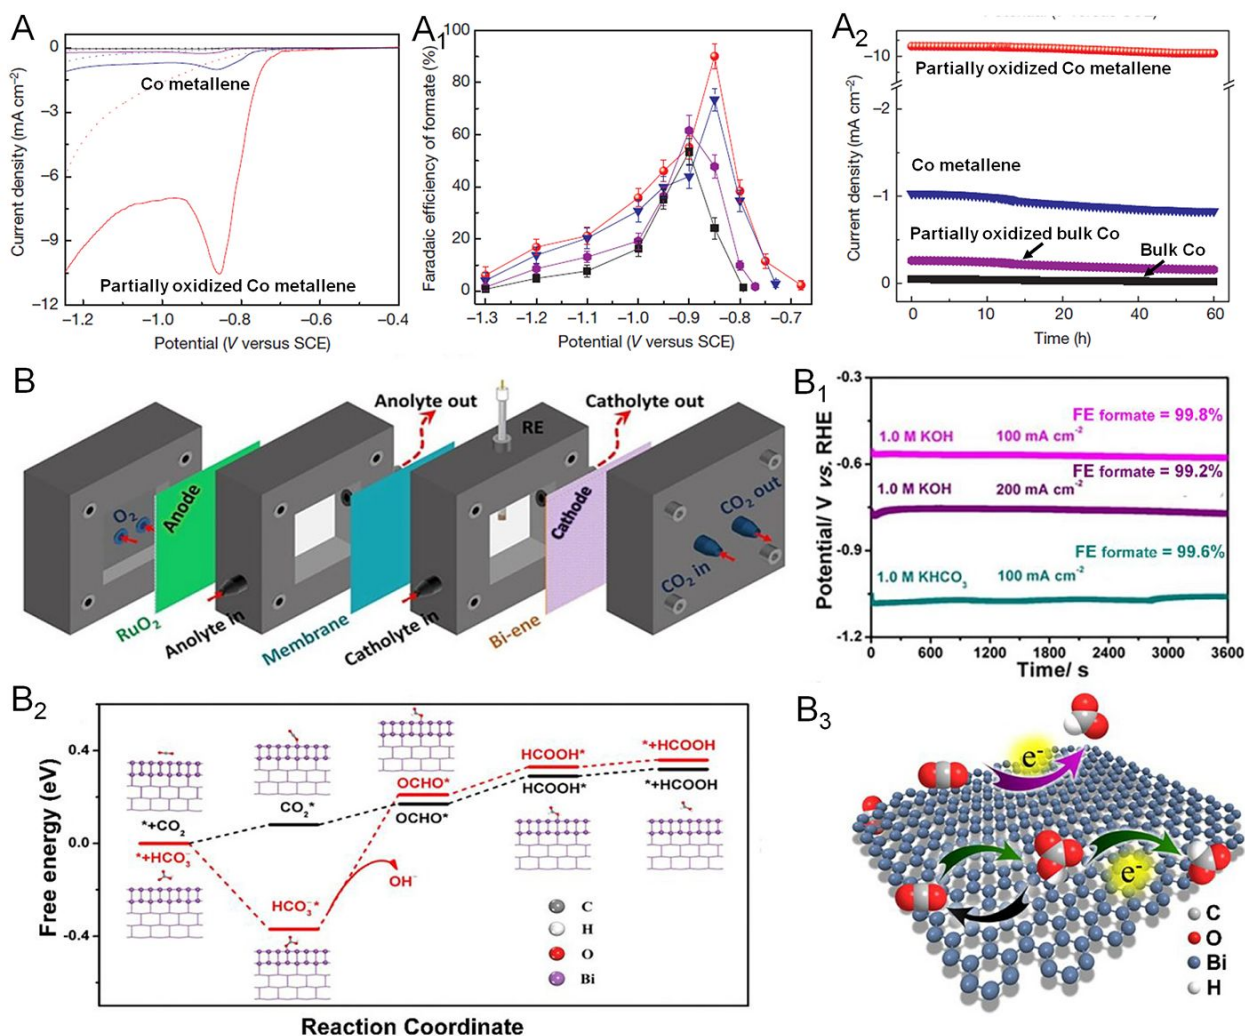 A
0
−3
−6
−9
−12
Current density (mA cm⁻²)
Co metallene
Partially oxidized Co metallene
−1.2
−1.0
−0.8
−0.6
−0.4
Potential (V versus SCE)
A1
100
80
60
40
20
0
Faradaic efficiency of formate (%)
−1.3
−1.2
−1.1
−1.0
−0.9
−0.8
−0.7
Potential (V versus SCE)
A2
−10
−2
−1
0
Current density (mA cm⁻²)
Partially oxidized Co metallene
Co metallene
Partially oxidized bulk Co
Bulk Co
0
10
12
40
50
60
Time (h)
B
Anolyte out
Catholyte out
RE
O2
Anode
Cathode
CO2 out
CO2 in
RuO2
Anolyte in
Membrane
Catholyte in
Bi-ene
B1
-0.3
-0.6
-0.9
-1.2
Potential/ V vs. RHE
FE formate = 99.8%
1.0 M KOH 100 mA cm⁻²
FE formate = 99.2%
1.0 M KOH 200 mA cm⁻²
FE formate = 99.6%
1.0 M KHCO3 100 mA cm⁻²
0
600
1200
1800
2400
3000
3600
Time/ s
B2
0.4
0.0
-0.4
Free energy (eV)
*+CO2
*+HCO3⁻
CO2*
HCO3⁻*
OCHO*
OCHO*
OH⁻
HCOOH*
HCOOH*
*+HCOOH
*+HCOOH
C
H
O
Bi
Reaction Coordinate
B3
e⁻
e⁻
C
O
Bi
H